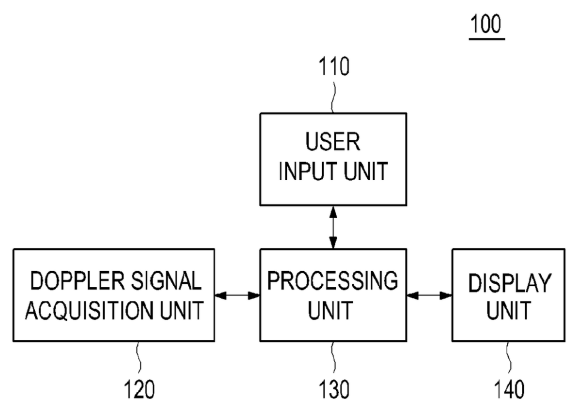 100
110
USER
INPUT UNIT
DOPPLER SIGNAL
ACQUISITION UNIT
PROCESSING
UNIT
DISPLAY
UNIT
120
130
140